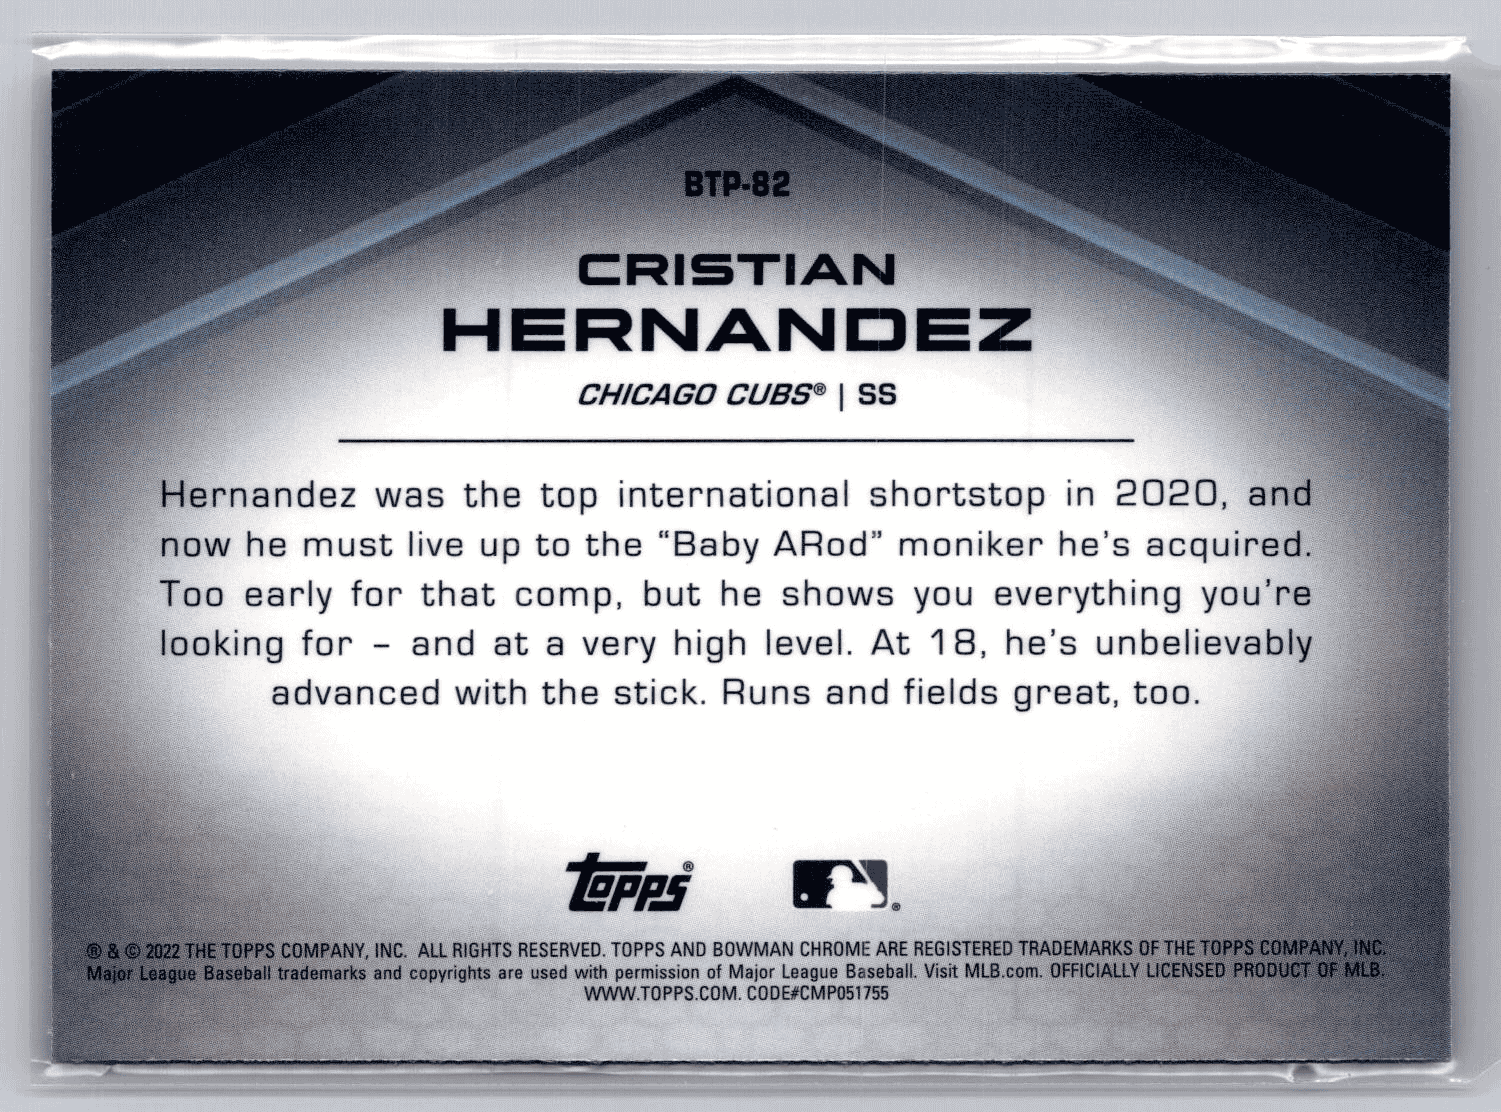 BTP-82
CRISTIAN
HERNANDEZ
CHICAGO CUBS® | SS
Hernandez was the top international shortstop in 2020, and
now he must live up to the “Baby ARod” moniker he’s acquired.
Too early for that comp, but he shows you everything you’re
looking for – and at a very high level. At 18, he’s unbelievably
advanced with the stick. Runs and fields great, too.
Topps® ®
® & © 2022 THE TOPPS COMPANY, INC. ALL RIGHTS RESERVED. TOPPS AND BOWMAN CHROME ARE REGISTERED TRADEMARKS OF THE TOPPS COMPANY, INC.
Major League Baseball trademarks and copyrights are used with permission of Major League Baseball. Visit MLB.com. OFFICIALLY LICENSED PRODUCT OF MLB.
WWW.TOPPS.COM. CODE#CMP051755